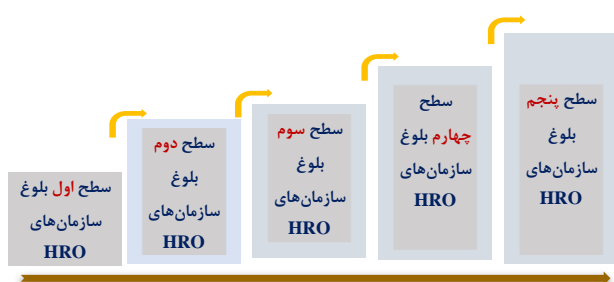 سطح اول بلوغ
سازمان‌های
HRO
سطح دوم
بلوغ
سازمان‌های
HRO
سطح سوم
بلوغ
سازمان‌های
HRO
سطح
چهارم بلوغ
سازمان‌های
HRO
سطح پنجم
بلوغ
سازمان‌های
HRO